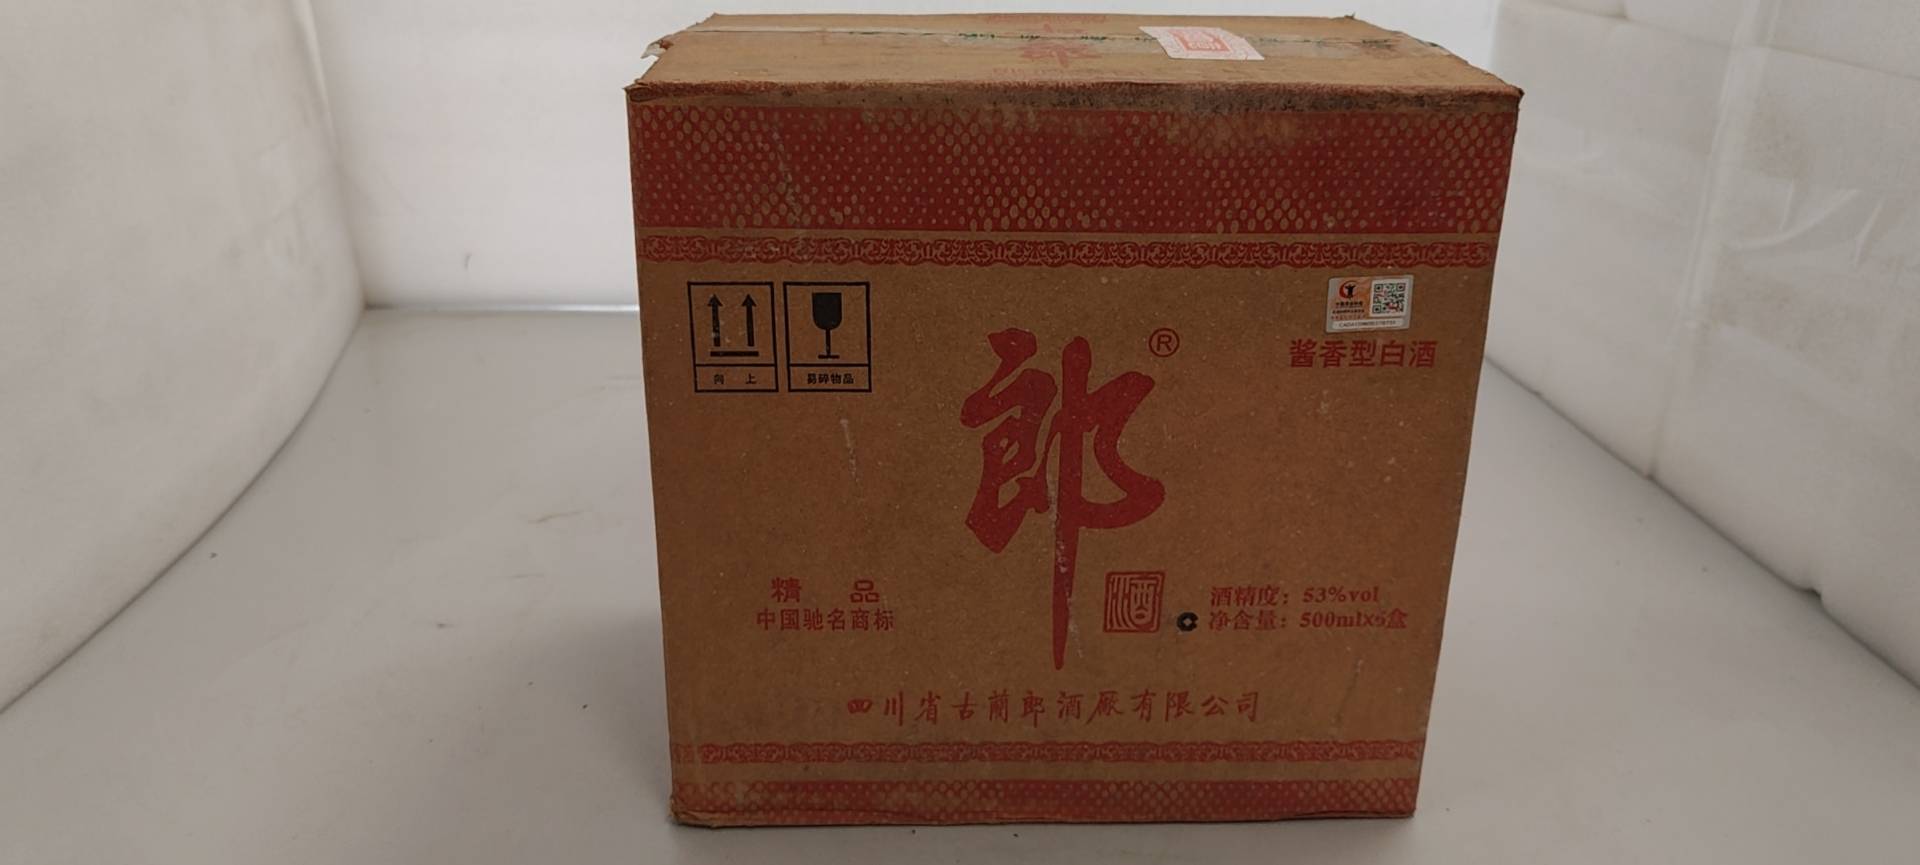 向 上
易碎物品
郎®
酱香型白酒
精 品
中国驰名商标
酒
酒精度：53%vol
净含量：500mlx6盒
四川省古蔺郎酒厂有限公司